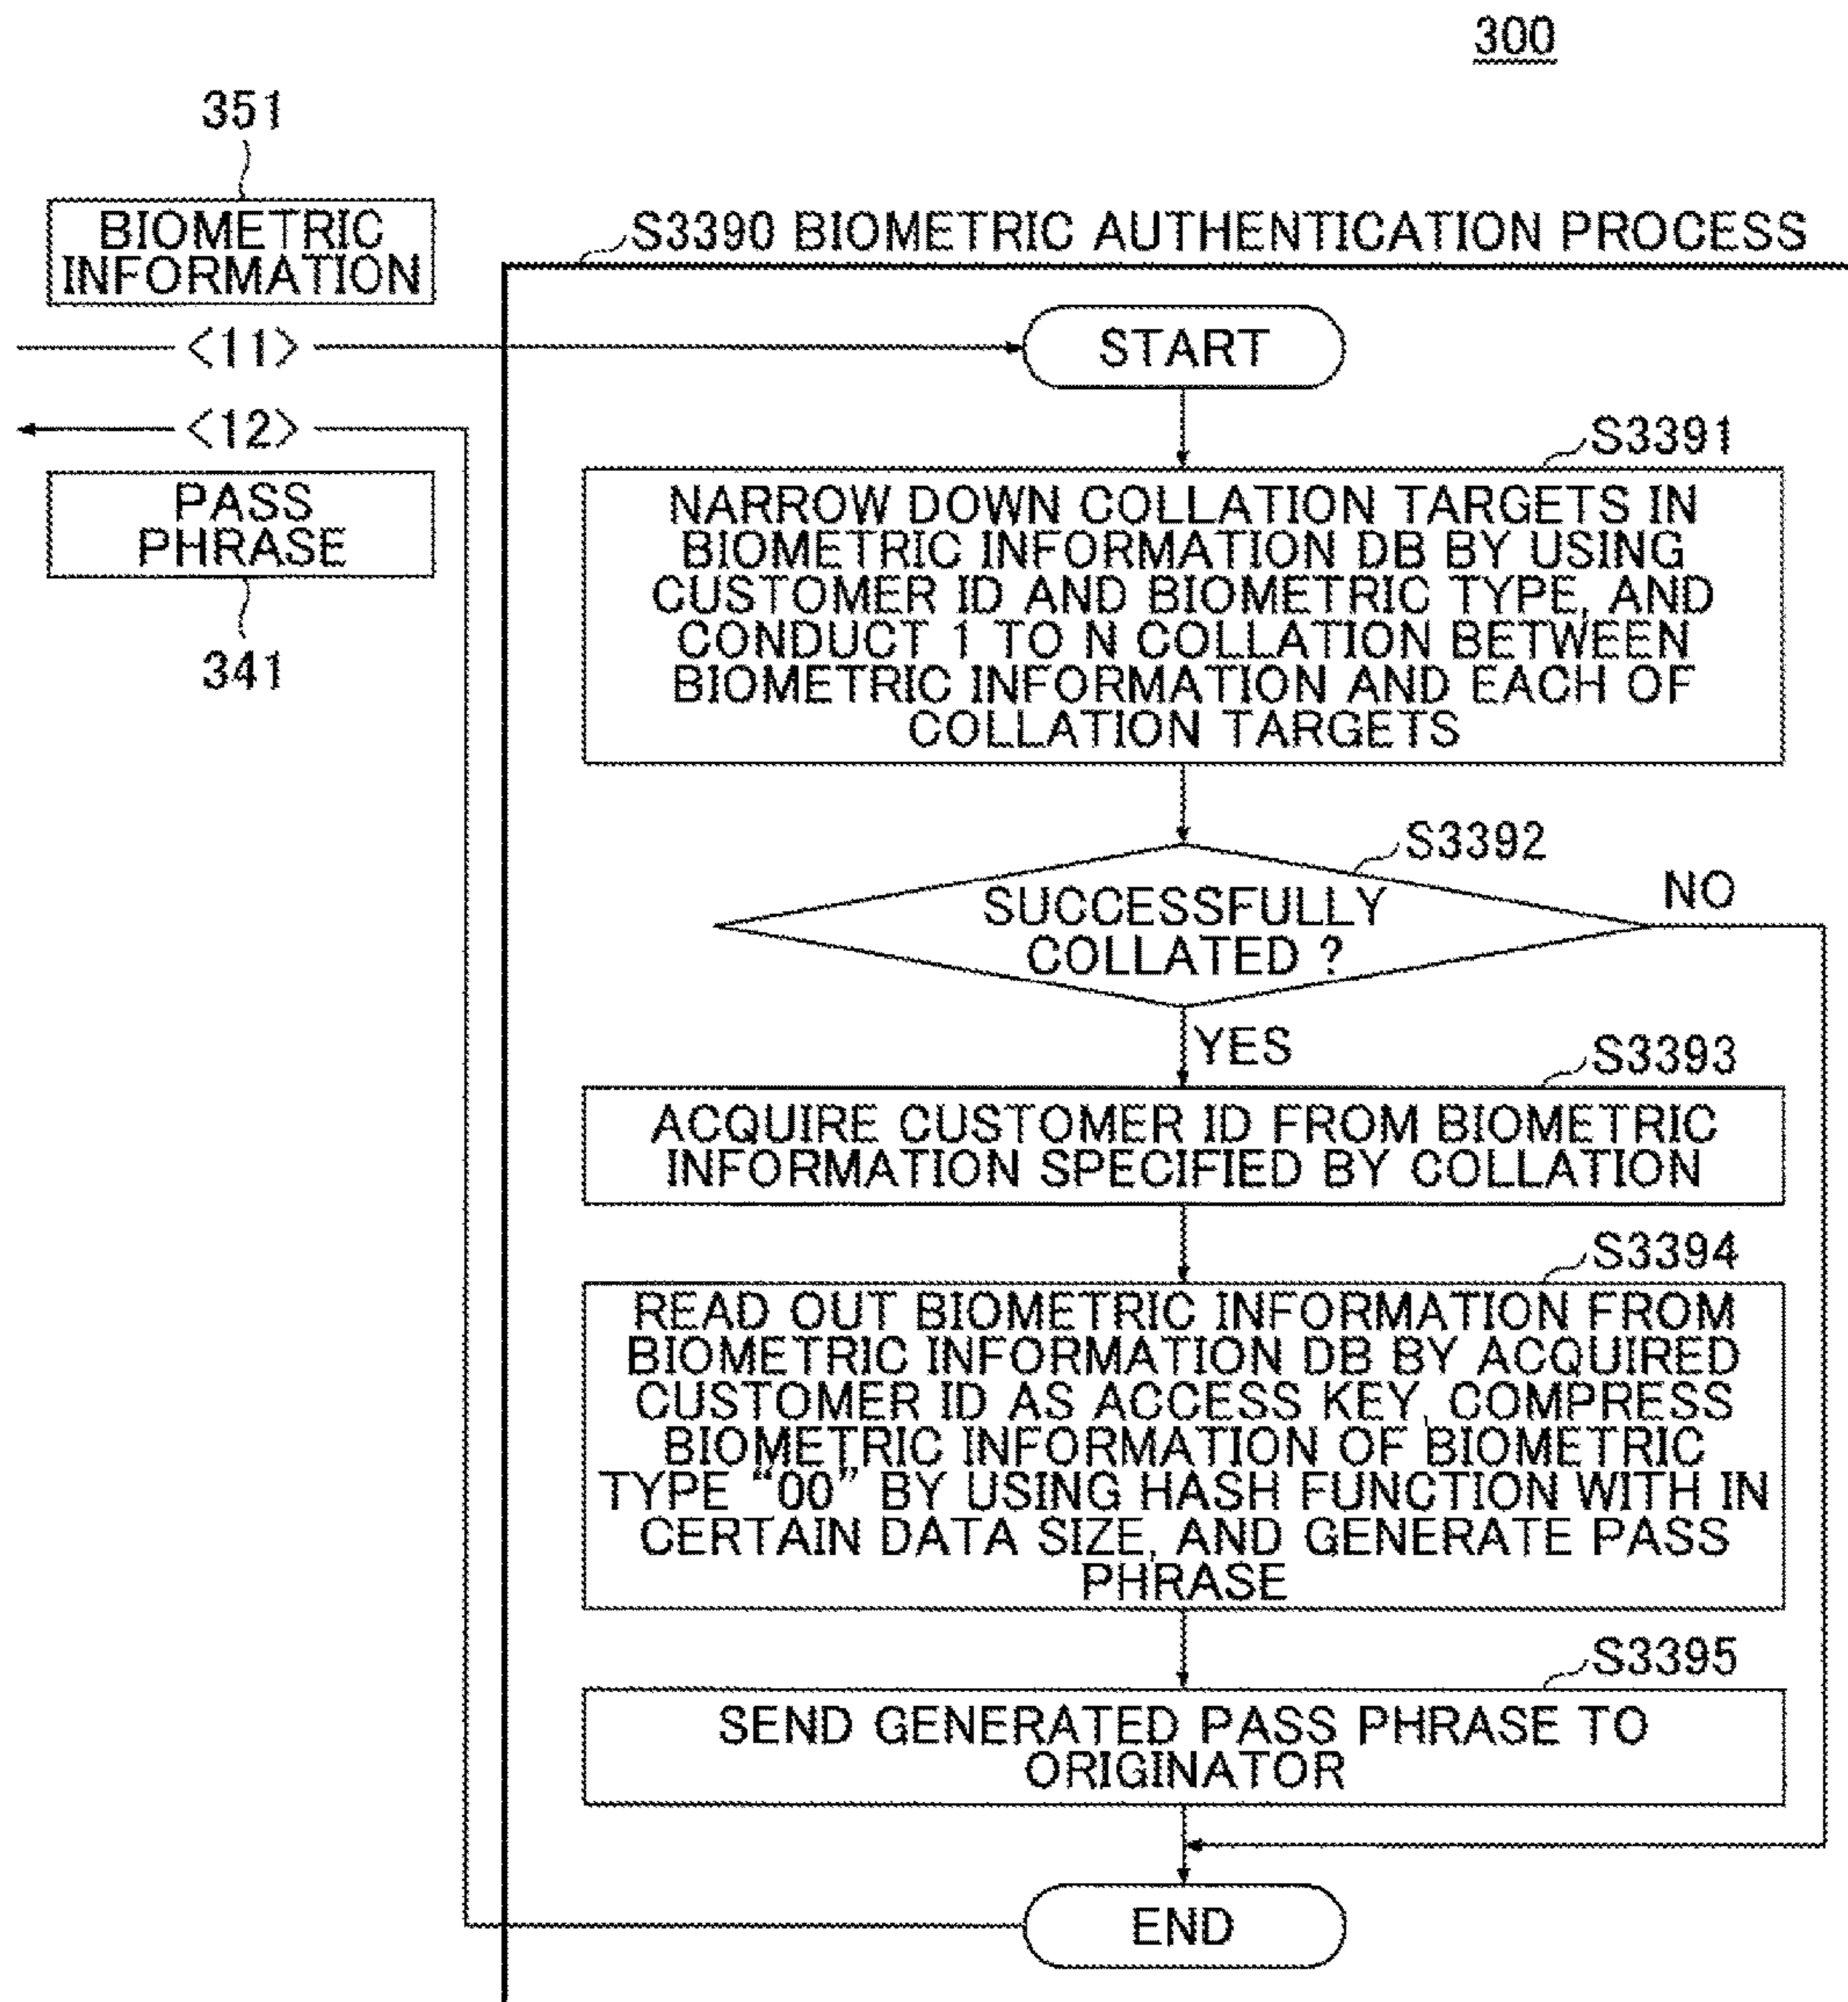 300
351
BIOMETRIC
INFORMATION
<11>
<12>
PASS
PHRASE
341
S3390 BIOMETRIC AUTHENTICATION PROCESS
START
S3391
NARROW DOWN COLLATION TARGETS IN
BIOMETRIC INFORMATION DB BY USING
CUSTOMER ID AND BIOMETRIC TYPE, AND
CONDUCT 1 TO N COLLATION BETWEEN
BIOMETRIC INFORMATION AND EACH OF
COLLATION TARGETS
S3392
SUCCESSFULLY
COLLATED ?
NO
YES
S3393
ACQUIRE CUSTOMER ID FROM BIOMETRIC
INFORMATION SPECIFIED BY COLLATION
S3394
READ OUT BIOMETRIC INFORMATION FROM
BIOMETRIC INFORMATION DB BY ACQUIRED
CUSTOMER ID AS ACCESS KEY, COMPRESS
BIOMETRIC INFORMATION OF BIOMETRIC
TYPE “00” BY USING HASH FUNCTION WITH IN
CERTAIN DATA SIZE, AND GENERATE PASS
PHRASE
S3395
SEND GENERATED PASS PHRASE TO
ORIGINATOR
END